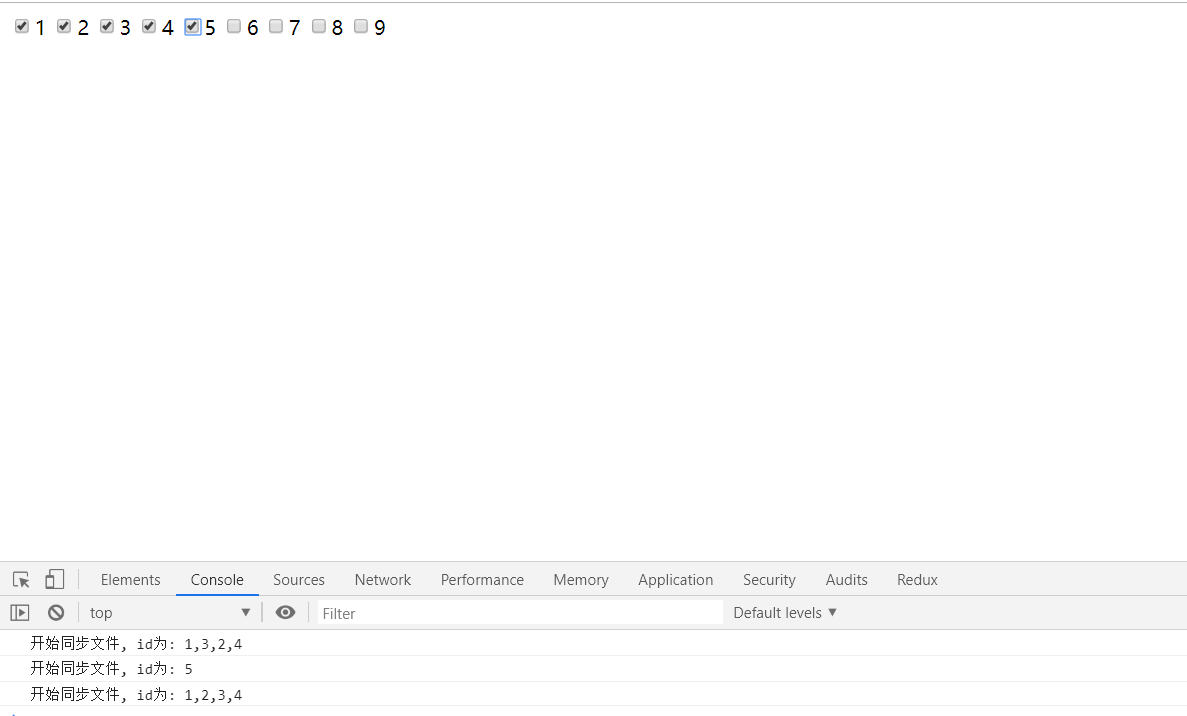 1 2 3 4 5 6 7 8 9
Elements Console Sources Network Performance Memory Application Security Audits Redux
top Filter Default levels
开始同步文件, id为: 1,3,2,4
开始同步文件, id为: 5
开始同步文件, id为: 1,2,3,4